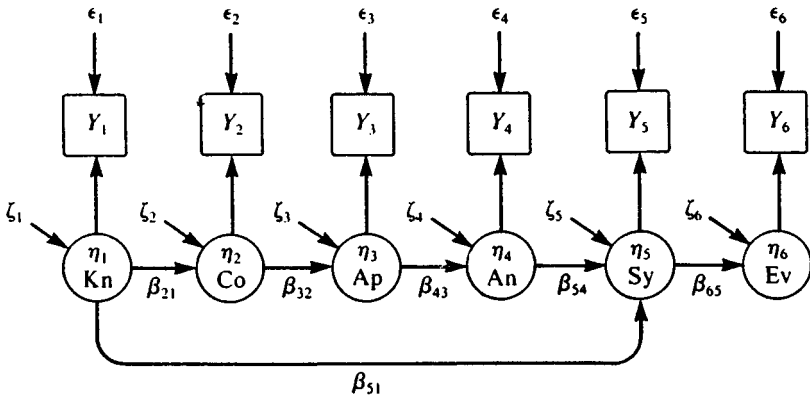 ϵ₁ ϵ₂ ϵ₃ ϵ₄ ϵ₅ ϵ₆
Y₁ Y₂ Y₃ Y₄ Y₅ Y₆
ζ₁ ζ₂ ζ₃ ζ₄ ζ₅ ζ₆
η₁ η₂ η₃ η₄ η₅ η₆
Kn Co Ap An Sy Ev
β₂₁ β₃₂ β₄₃ β₅₄ β₆₅
β₅₁